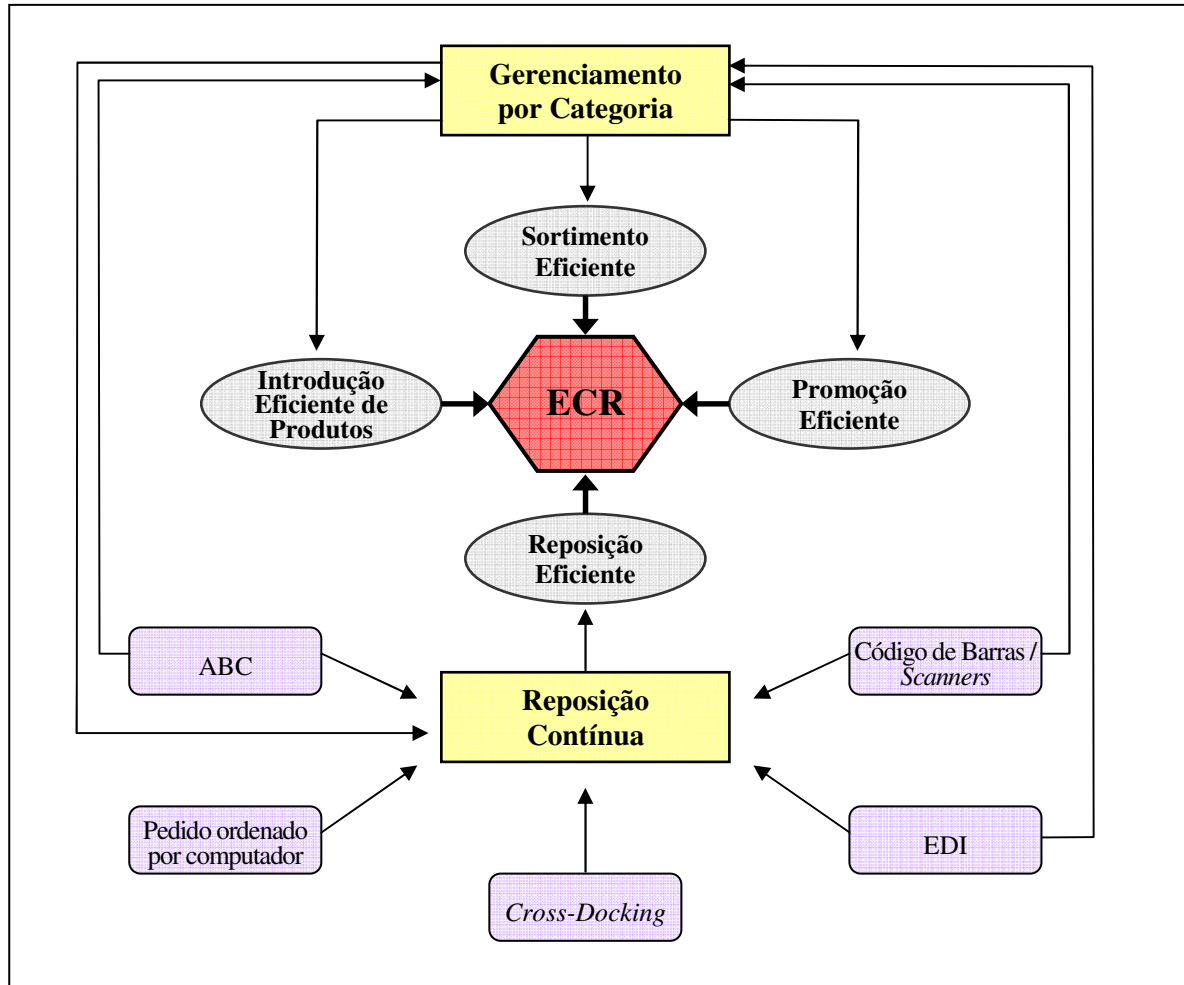 Gerenciamento
por Categoria
Sortimento
Eficiente
Introdução
Eficiente de
Produtos
ECR
Promoção
Eficiente
Reposição
Eficiente
ABC
Código de Barras /
Scanners
Reposição
Contínua
Pedido ordenado
por computador
EDI
Cross-Docking